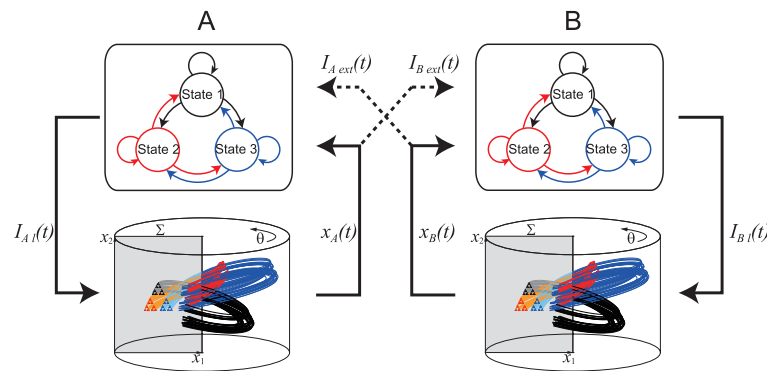 A B
I_A ext(t) I_B ext(t)
State 1 State 1
State 2 State 3 State 2 State 3
I_A l(t) x_A(t) x_B(t) I_B l(t)
x_2 Σ θ x_2 Σ θ
x_1 x_1